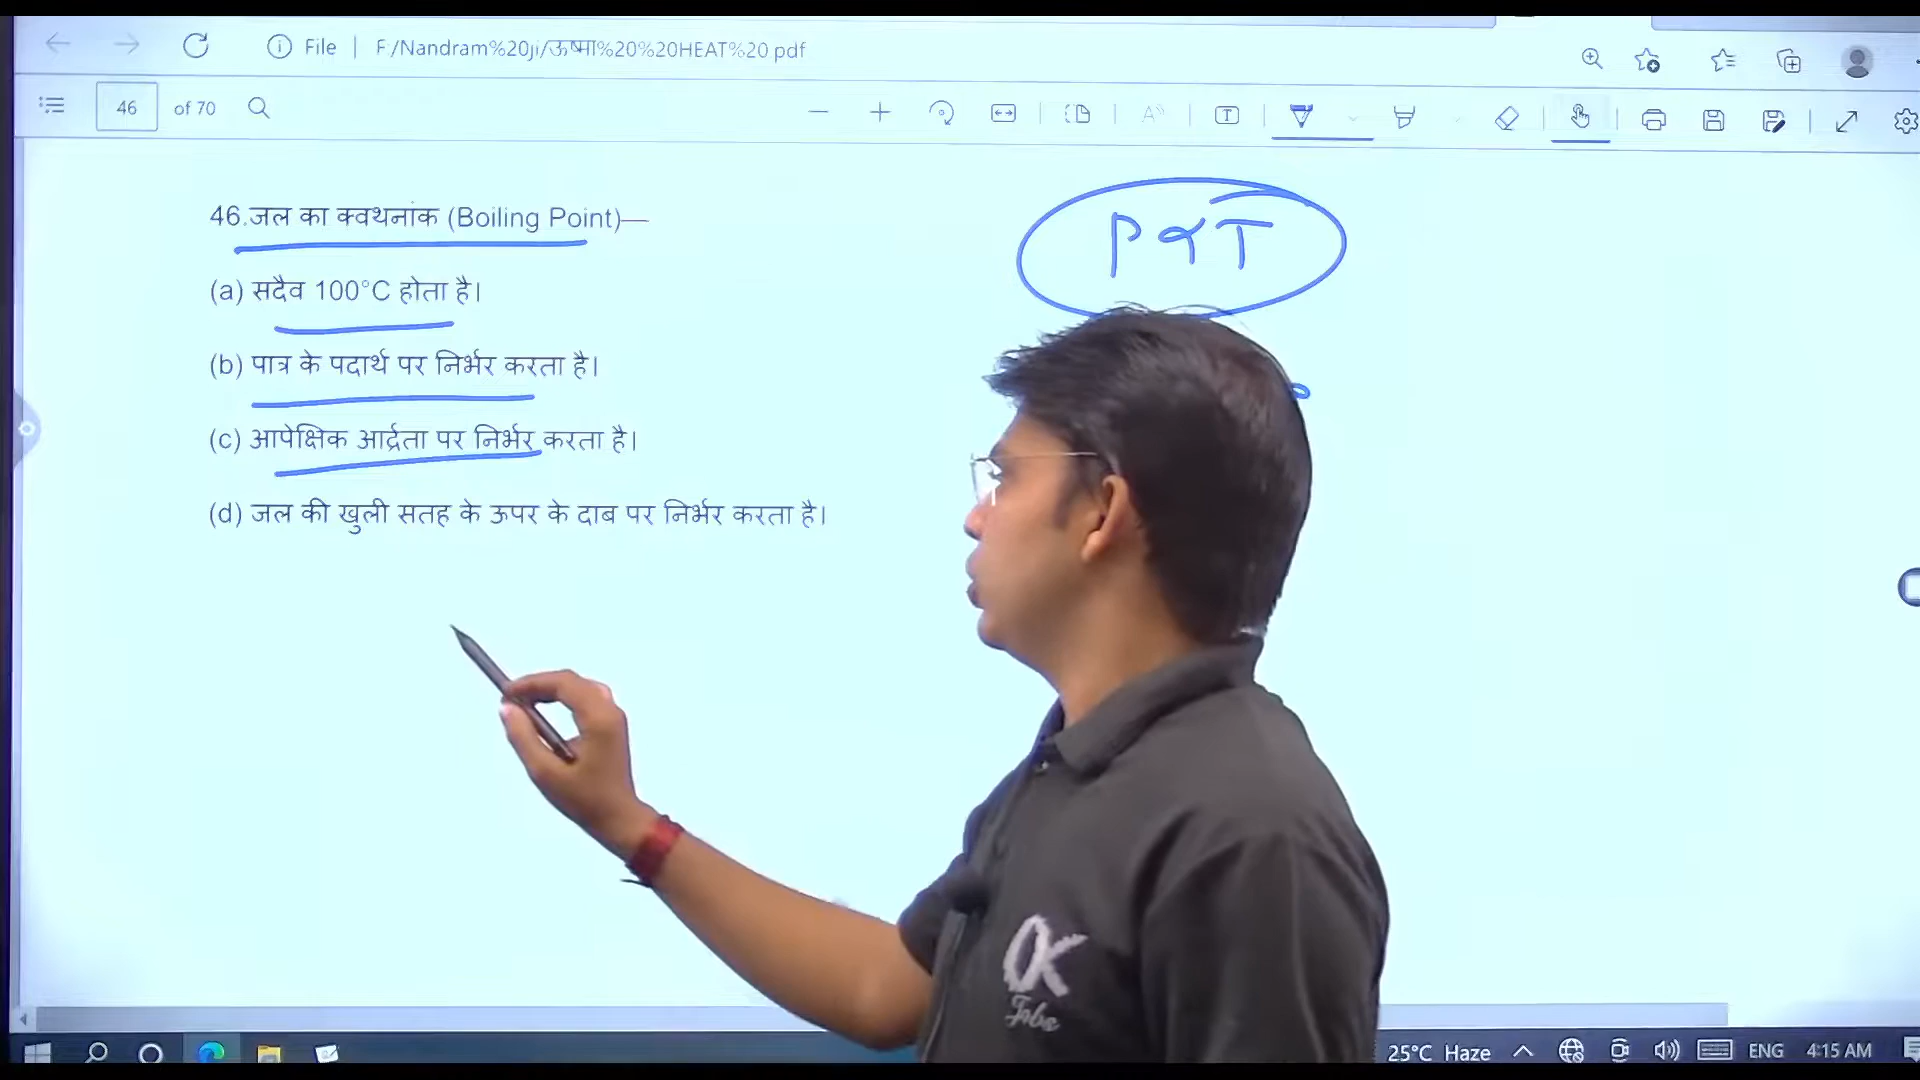 File | F:/Nandram%20ji/ऊष्मा%20%20HEAT%20 pdf
46 of 70
46.जल का क्वथनांक (Boiling Point)—
P ∝ T
(a) सदैव 100°C होता है।
(b) पात्र के पदार्थ पर निर्भर करता है।
(c) आपेक्षिक आर्द्रता पर निर्भर करता है।
(d) जल की खुली सतह के ऊपर के दाब पर निर्भर करता है।
OK
Jobs
25°C Haze ENG 4:15 AM